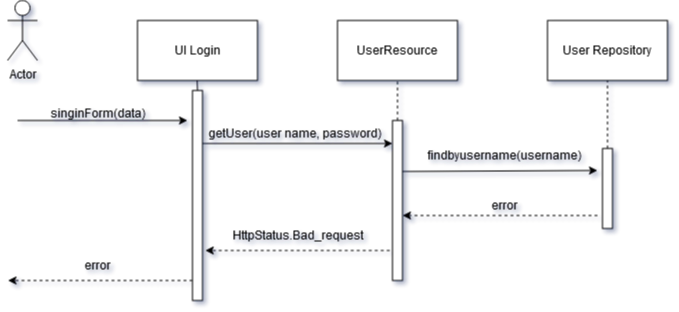 UI Login
UserResource
User Repository
Actor
singinForm(data)
getUser(user name, password)
findbyusername(username)
error
HttpStatus.Bad_request
error